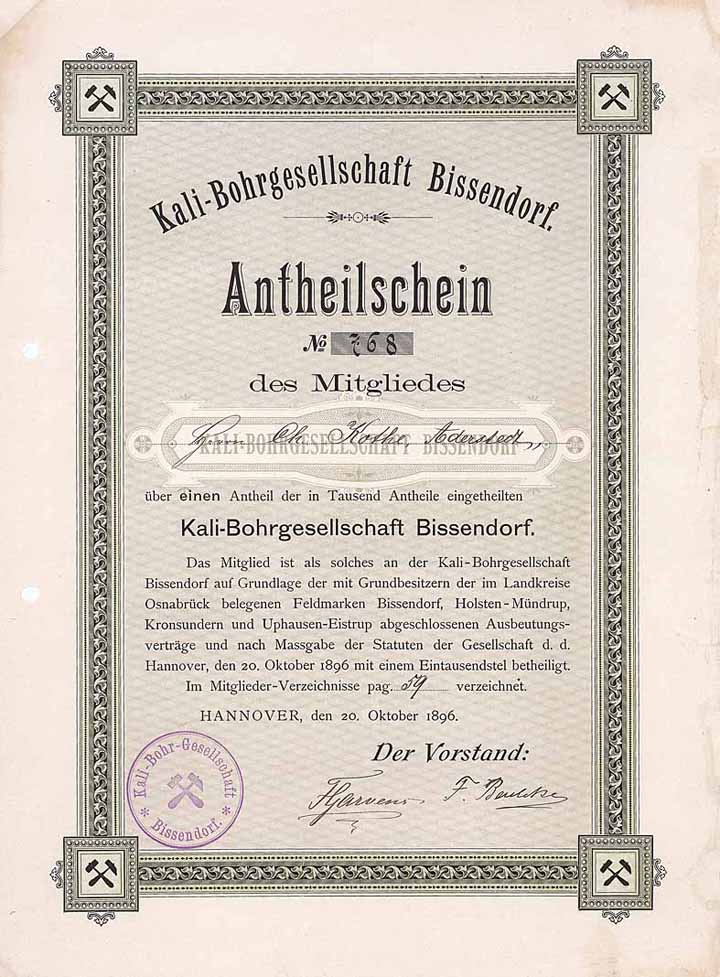 Kali-Bohrgesellschaft Bissendorf.
Antheilschein
No 768
des Mitgliedes
Herrn Ch. Kothe Aderstedt,
KALI-BOHRGESELLSCHAFT BISSENDORF
über einen Antheil der in Tausend Antheile eingetheilten
Kali-Bohrgesellschaft Bissendorf.
Das Mitglied ist als solches an der Kali-Bohrgesellschaft
Bissendorf auf Grundlage der mit Grundbesitzern der im Landkreise
Osnabrück belegenen Feldmarken Bissendorf, Holsten-Mündrup,
Kronsundern und Uphausen-Eistrup abgeschlossenen Ausbeutungs-
verträge und nach Massgabe der Statuten der Gesellschaft d. d.
Hannover, den 20. Oktober 1896 mit einem Eintausendstel betheiligt.
Im Mitglieder-Verzeichnisse pag. 59 verzeichnet.
HANNOVER, den 20. Oktober 1896.
Der Vorstand:
Kali-Bohr-Gesellschaft
* Bissendorf. *